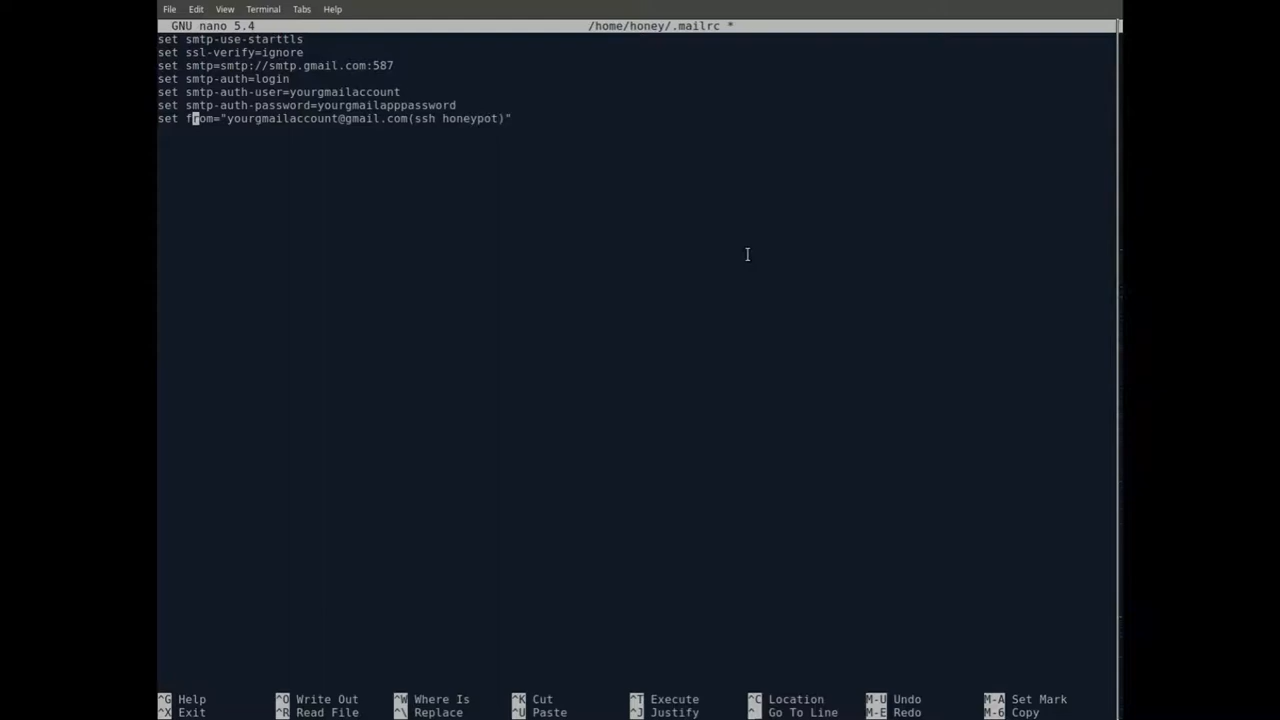 File Edit View Terminal Tabs Help
GNU nano 5.4 /home/honey/.mailrc *
set smtp-use-starttls
set ssl-verify=ignore
set smtp=smtp://smtp.gmail.com:587
set smtp-auth=login
set smtp-auth-user=yourgmailaccount
set smtp-auth-password=yourgmailapppassword
set from="yourgmailaccount@gmail.com(ssh honeypot)"
^G Help ^O Write Out ^W Where Is ^K Cut ^T Execute ^C Location M-U Undo M-A Set Mark
^X Exit ^R Read File ^\ Replace ^U Paste ^J Justify ^_ Go To Line M-E Redo M-6 Copy